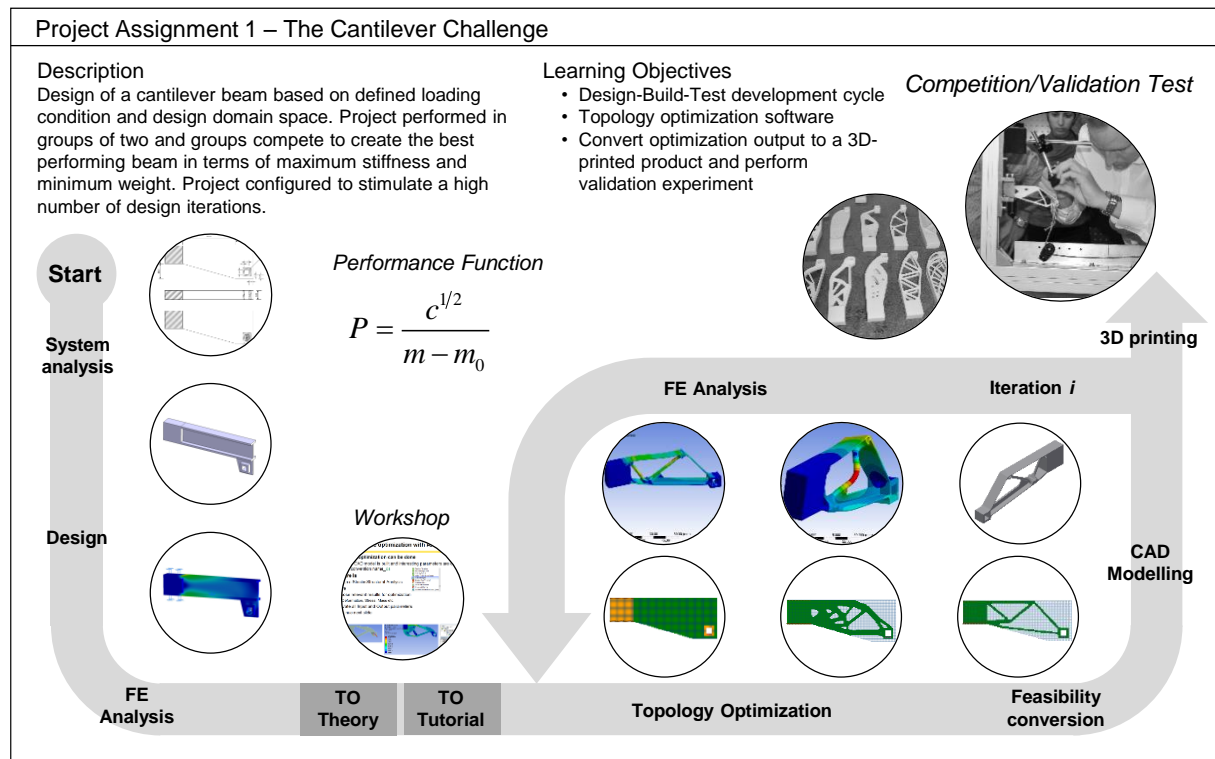 Project Assignment 1 – The Cantilever Challenge
Description
Design of a cantilever beam based on defined loading
condition and design domain space. Project performed in
groups of two and groups compete to create the best
performing beam in terms of maximum stiffness and
minimum weight. Project configured to stimulate a high
number of design iterations.
Learning Objectives
• Design-Build-Test development cycle
• Topology optimization software
• Convert optimization output to a 3D-
printed product and perform
validation experiment
Competition/Validation Test
Start
System
analysis
Design
FE
Analysis
Performance Function
P = c^{1/2} / (m − m_0)
Workshop
optimization can be done
TO
Theory
TO
Tutorial
Topology Optimization
Feasibility
conversion
CAD
Modelling
FE Analysis
Iteration i
3D printing